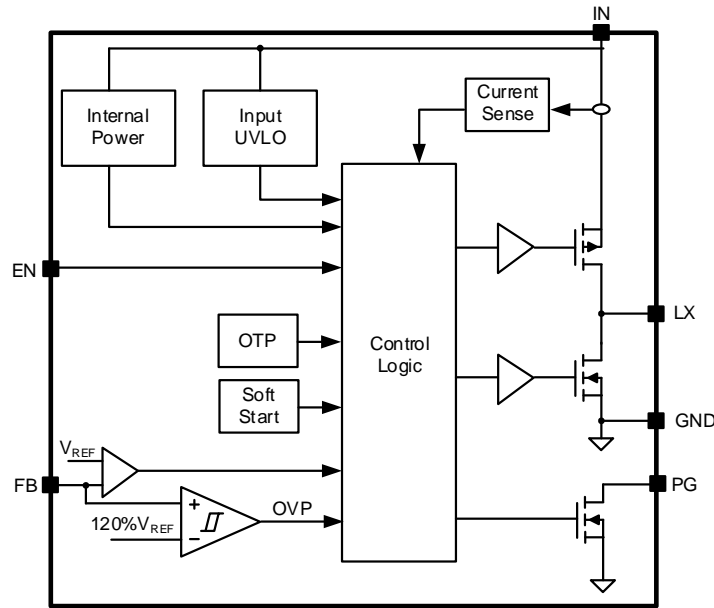 IN
Internal
Power
Input
UVLO
Current
Sense
EN
OTP
Control
Logic
LX
Soft
Start
GND
VREF
FB
PG
+
120%VREF
−
OVP